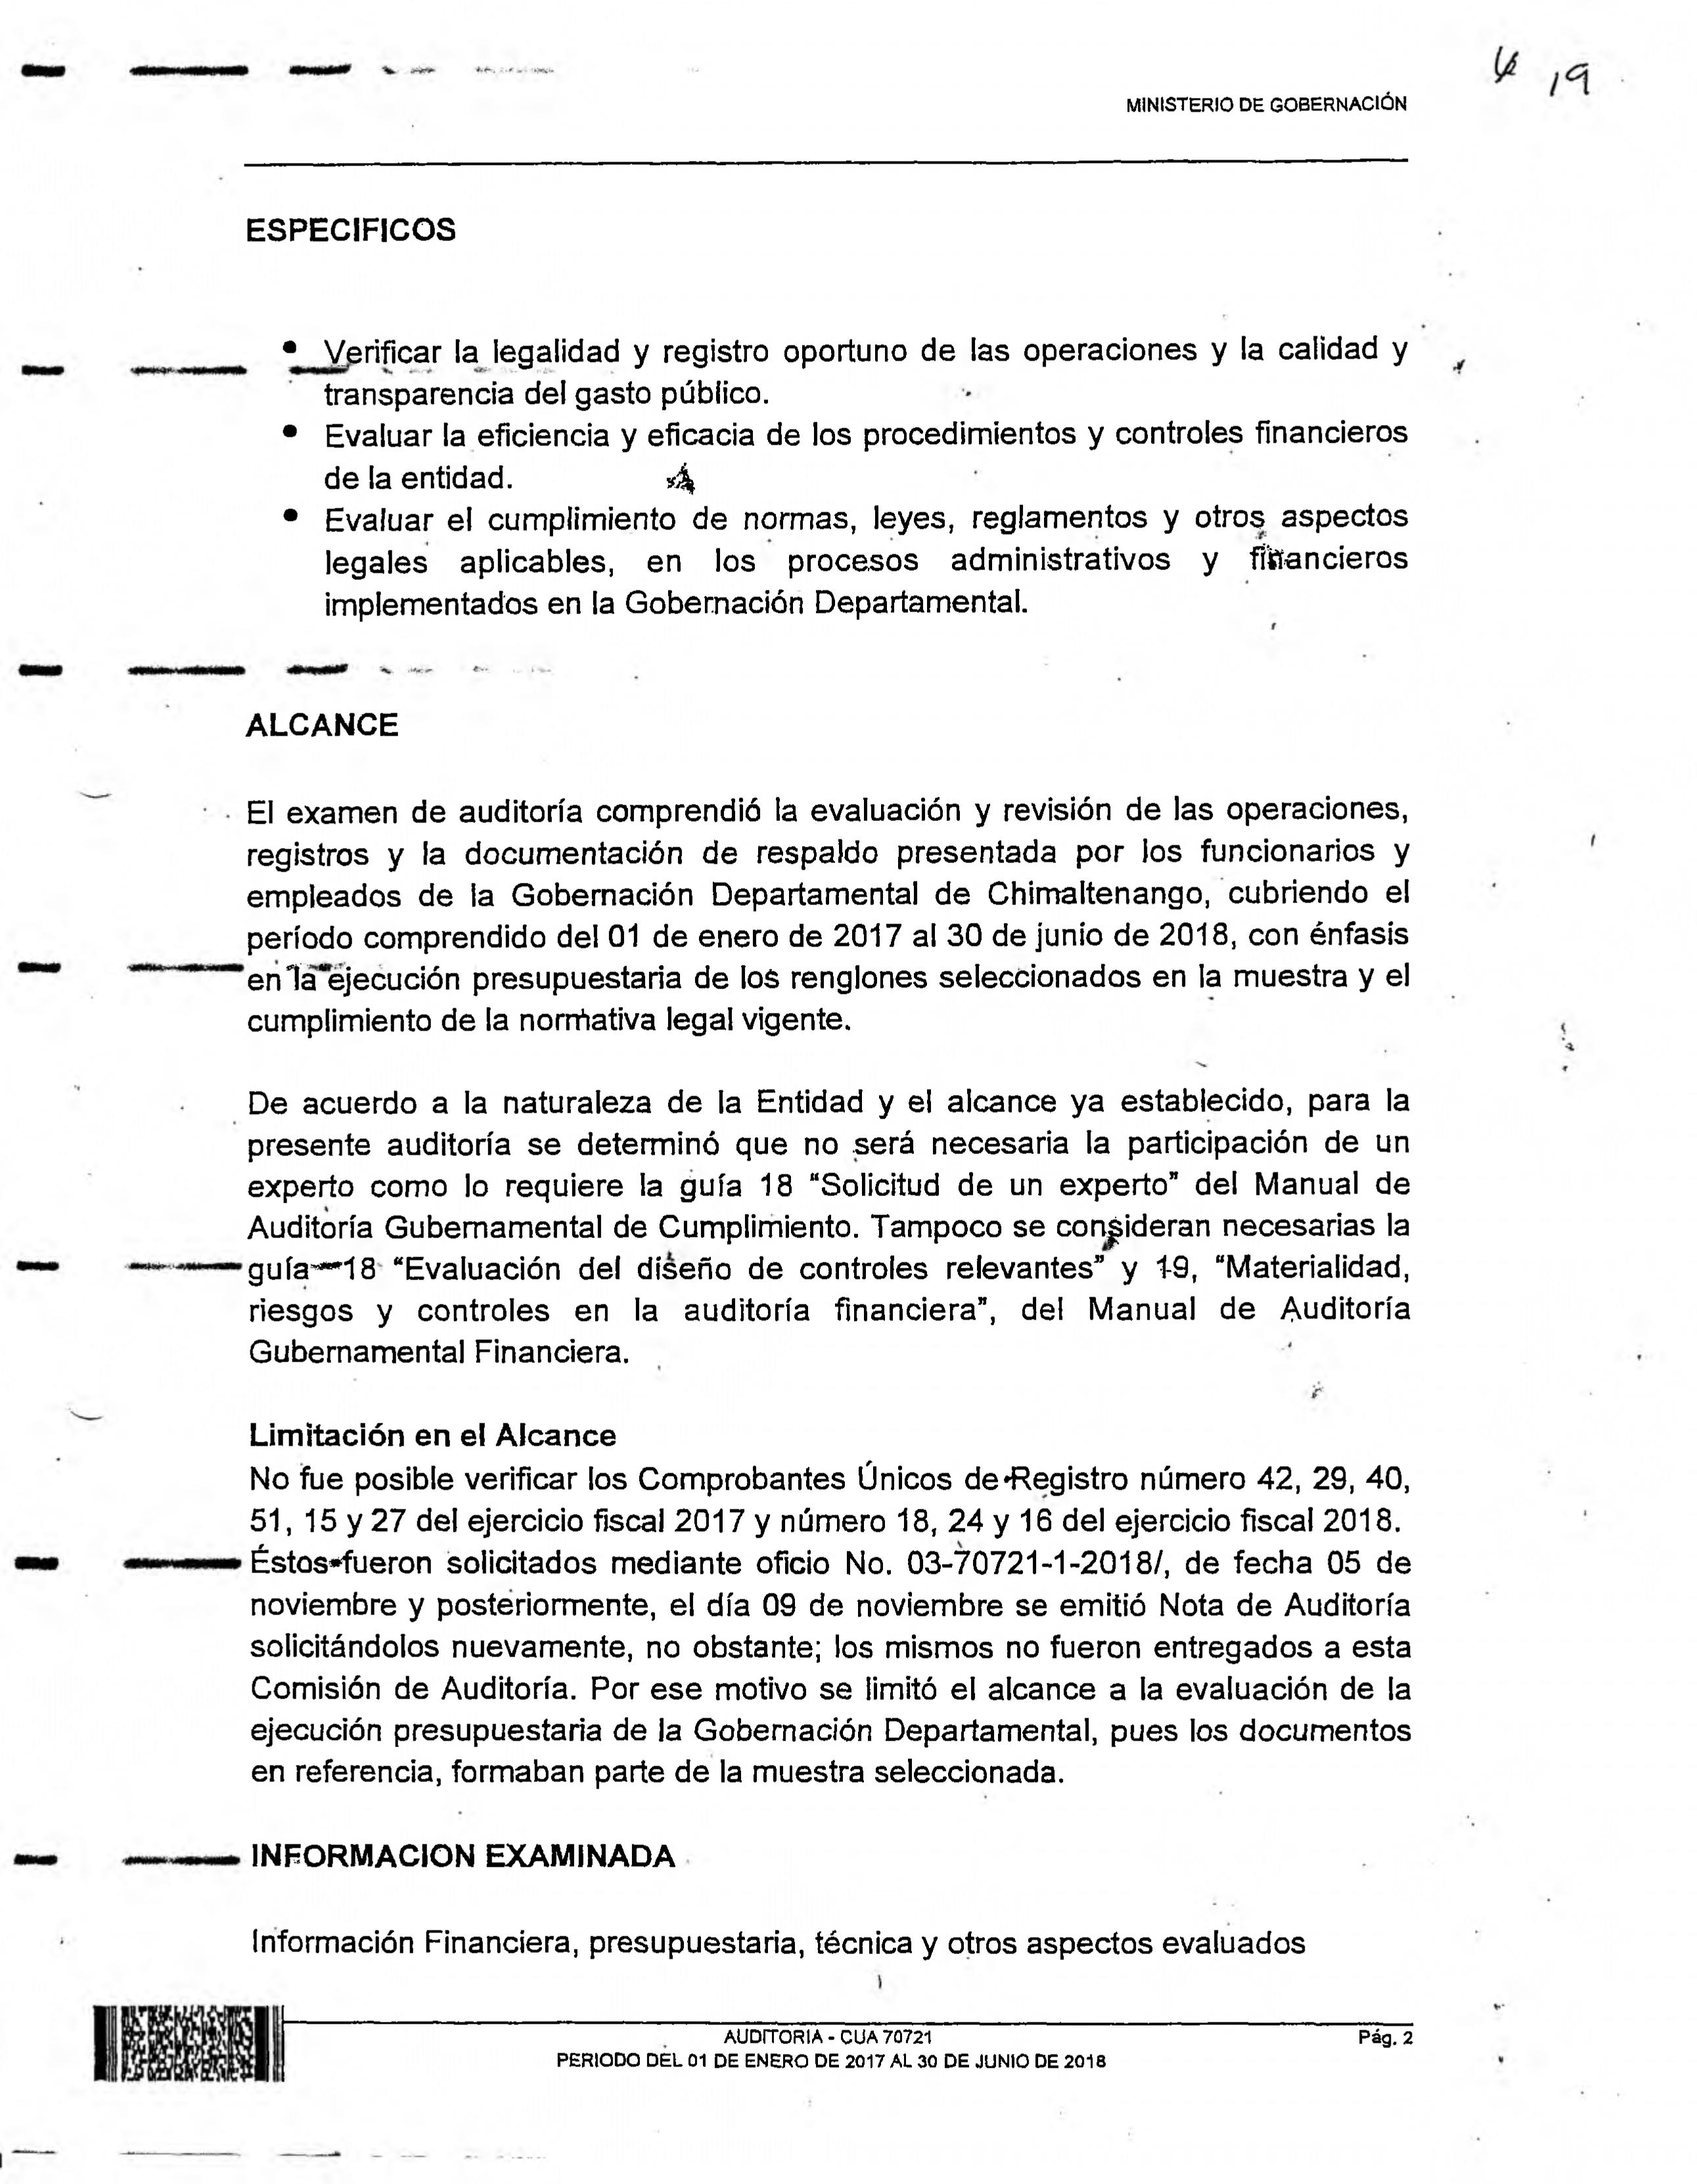 19
MINISTERIO DE GOBERNACIÓN
ESPECIFICOS
• Verificar la legalidad y registro oportuno de las operaciones y la calidad y
transparencia del gasto público.
• Evaluar la eficiencia y eficacia de los procedimientos y controles financieros
de la entidad.
• Evaluar el cumplimiento de normas, leyes, reglamentos y otros aspectos
legales aplicables, en los procesos administrativos y financieros
implementados en la Gobernación Departamental.
ALCANCE
El examen de auditoría comprendió la evaluación y revisión de las operaciones,
registros y la documentación de respaldo presentada por los funcionarios y
empleados de la Gobernación Departamental de Chimaltenango, cubriendo el
período comprendido del 01 de enero de 2017 al 30 de junio de 2018, con énfasis
en la ejecución presupuestaria de los renglones seleccionados en la muestra y el
cumplimiento de la normativa legal vigente.
De acuerdo a la naturaleza de la Entidad y el alcance ya establecido, para la
presente auditoría se determinó que no será necesaria la participación de un
experto como lo requiere la guía 18 “Solicitud de un experto” del Manual de
Auditoría Gubernamental de Cumplimiento. Tampoco se consideran necesarias la
guía 18 “Evaluación del diseño de controles relevantes” y 19, “Materialidad,
riesgos y controles en la auditoría financiera”, del Manual de Auditoría
Gubernamental Financiera.
Limitación en el Alcance
No fue posible verificar los Comprobantes Únicos de Registro número 42, 29, 40,
51, 15 y 27 del ejercicio fiscal 2017 y número 18, 24 y 16 del ejercicio fiscal 2018.
Éstos fueron solicitados mediante oficio No. 03-70721-1-2018/, de fecha 05 de
noviembre y posteriormente, el día 09 de noviembre se emitió Nota de Auditoría
solicitándolos nuevamente, no obstante; los mismos no fueron entregados a esta
Comisión de Auditoría. Por ese motivo se limitó el alcance a la evaluación de la
ejecución presupuestaria de la Gobernación Departamental, pues los documentos
en referencia, formaban parte de la muestra seleccionada.
INFORMACION EXAMINADA
Información Financiera, presupuestaria, técnica y otros aspectos evaluados
AUDITORIA - CUA 70721
Pág. 2
PERIODO DEL 01 DE ENERO DE 2017 AL 30 DE JUNIO DE 2018